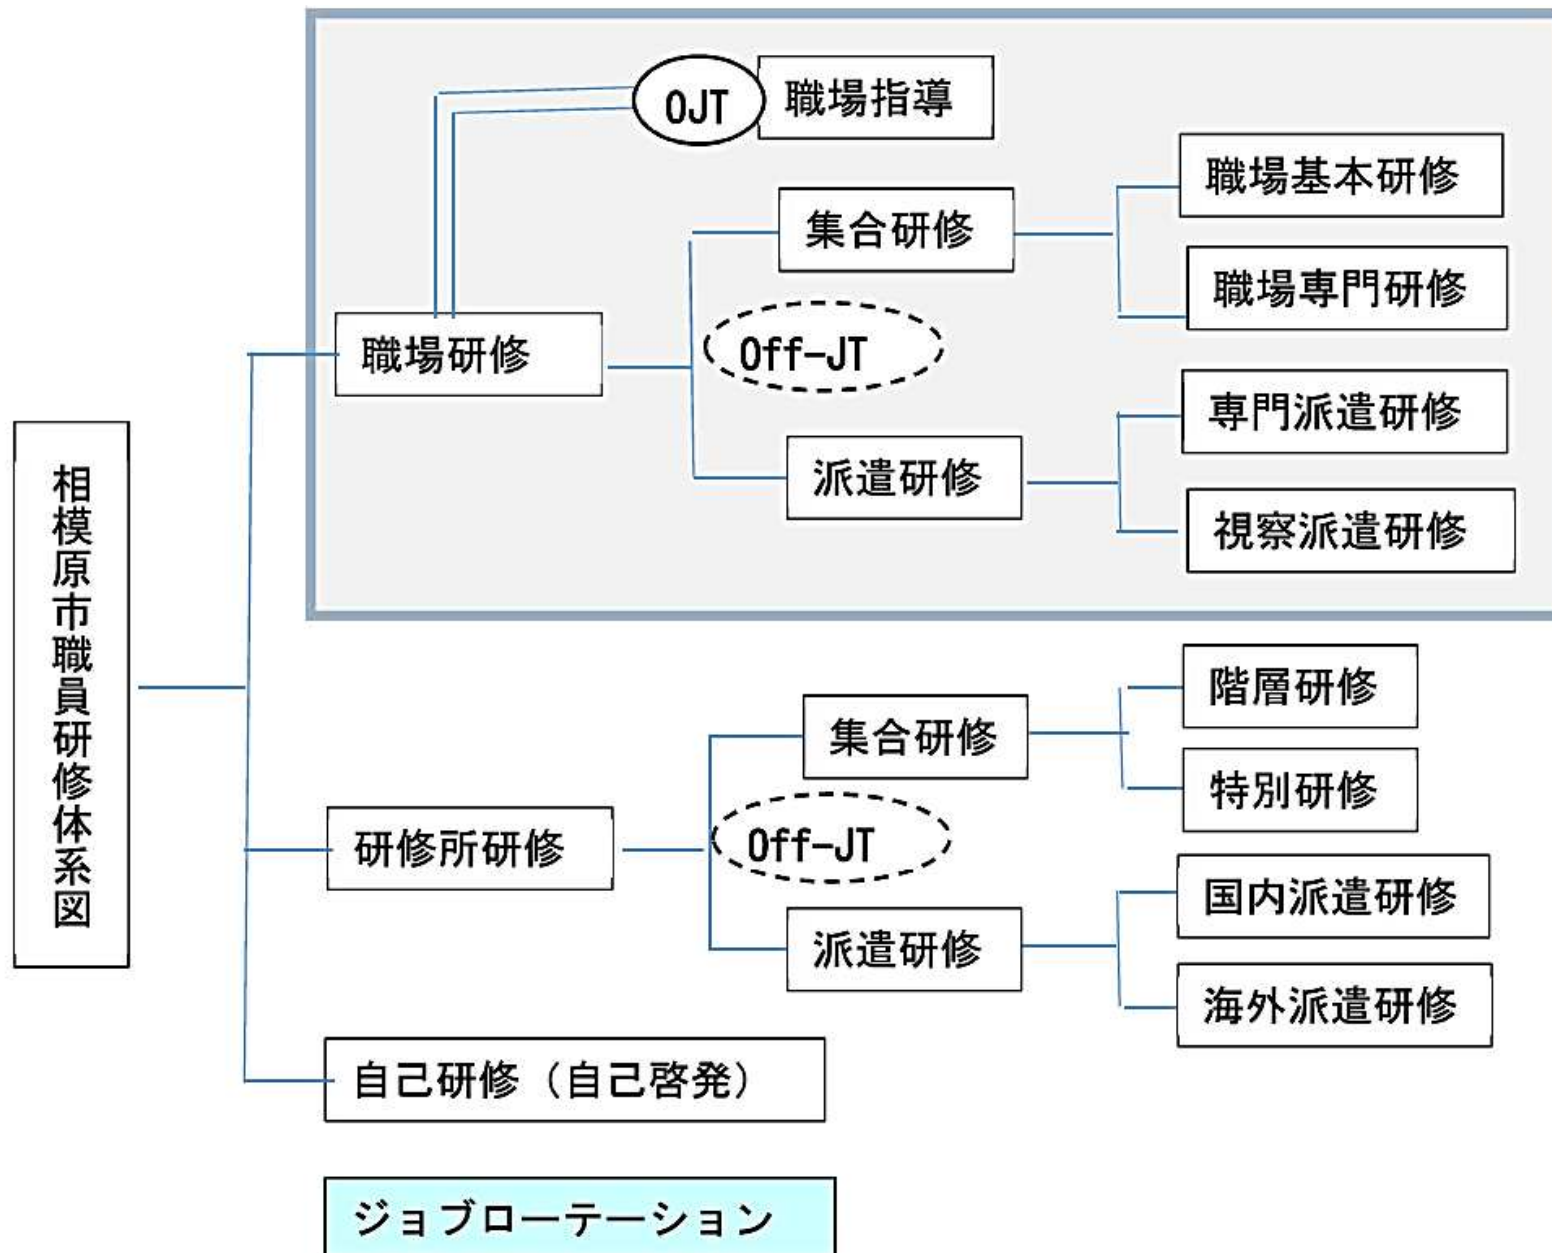 相模原市職員研修体系図
OJT
職場指導
職場研修
Off-JT
集合研修
職場基本研修
職場専門研修
派遣研修
専門派遣研修
視察派遣研修
研修所研修
Off-JT
集合研修
階層研修
特別研修
派遣研修
国内派遣研修
海外派遣研修
自己研修（自己啓発）
ジョブローテーション